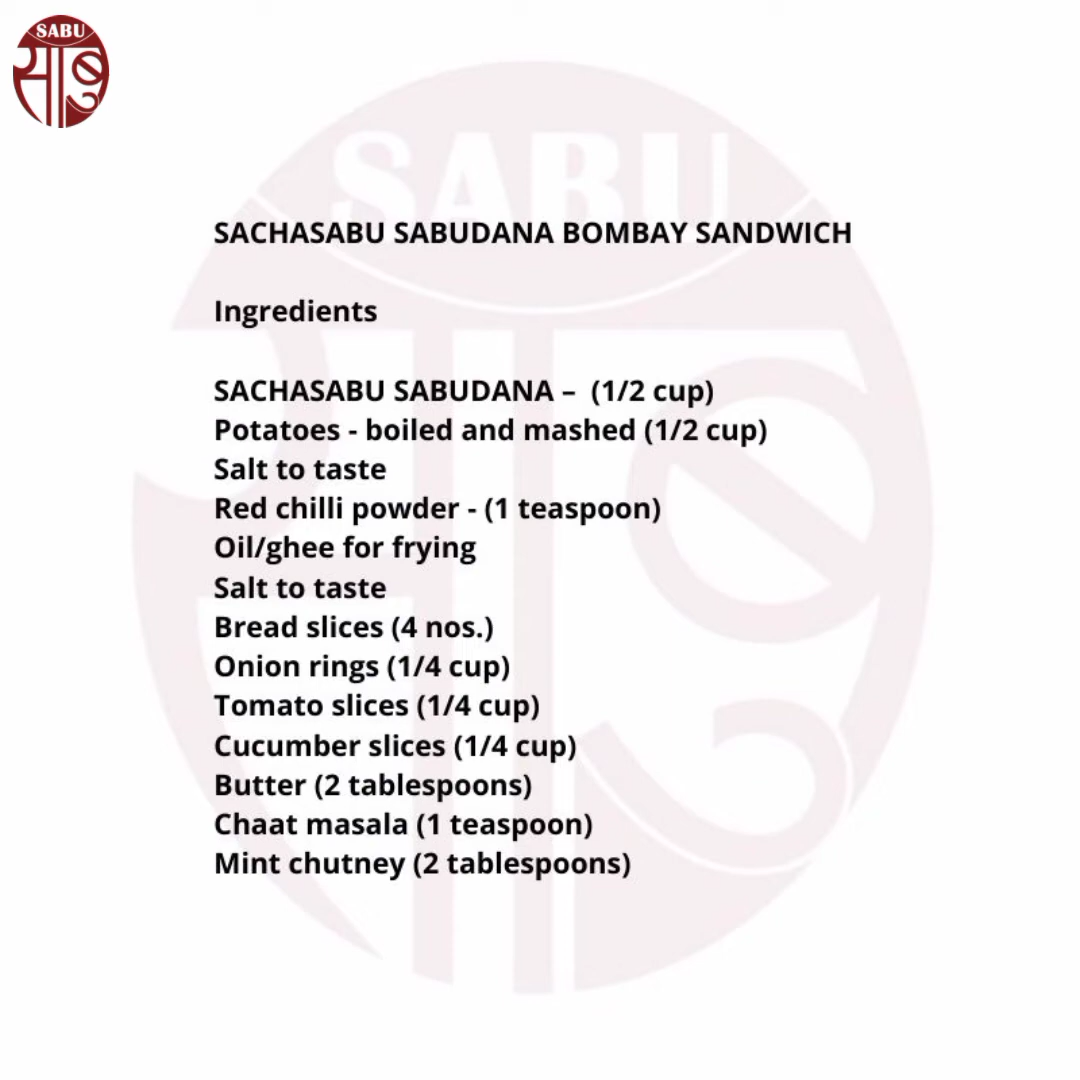 SABU
साबु
SABU
SACHASABU SABUDANA BOMBAY SANDWICH
Ingredients
SACHASABU SABUDANA – (1/2 cup)
Potatoes - boiled and mashed (1/2 cup)
Salt to taste
Red chilli powder - (1 teaspoon)
Oil/ghee for frying
Salt to taste
Bread slices (4 nos.)
Onion rings (1/4 cup)
Tomato slices (1/4 cup)
Cucumber slices (1/4 cup)
Butter (2 tablespoons)
Chaat masala (1 teaspoon)
Mint chutney (2 tablespoons)
साबु